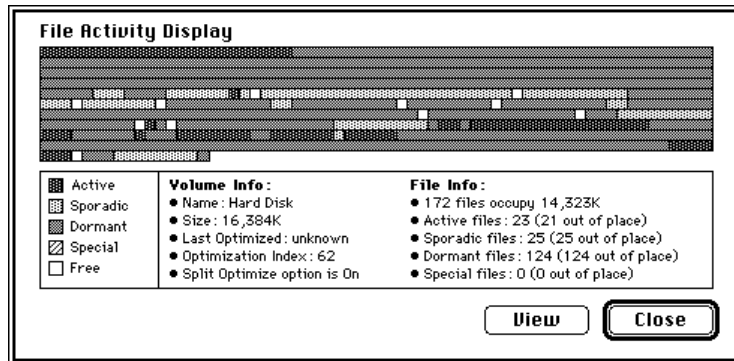 File Activity Display
Active
Sporadic
Dormant
Special
Free
Volume Info:
● Name: Hard Disk
● Size: 16,384K
● Last Optimized: unknown
● Optimization Index: 62
● Split Optimize option is On
File Info:
● 172 files occupy 14,323K
● Active files: 23 (21 out of place)
● Sporadic files: 25 (25 out of place)
● Dormant files: 124 (124 out of place)
● Special files: 0 (0 out of place)
View
Close